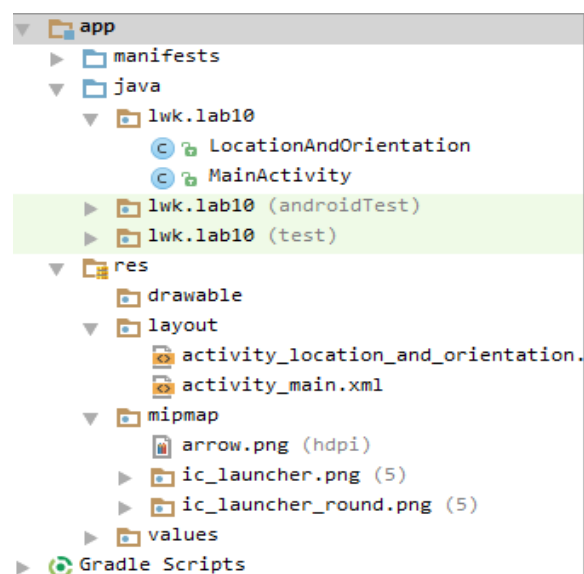 app
manifests
java
lwk.lab10
LocationAndOrientation
MainActivity
lwk.lab10 (androidTest)
lwk.lab10 (test)
res
drawable
layout
activity_location_and_orientation.
activity_main.xml
mipmap
arrow.png (hdpi)
ic_launcher.png (5)
ic_launcher_round.png (5)
values
Gradle Scripts